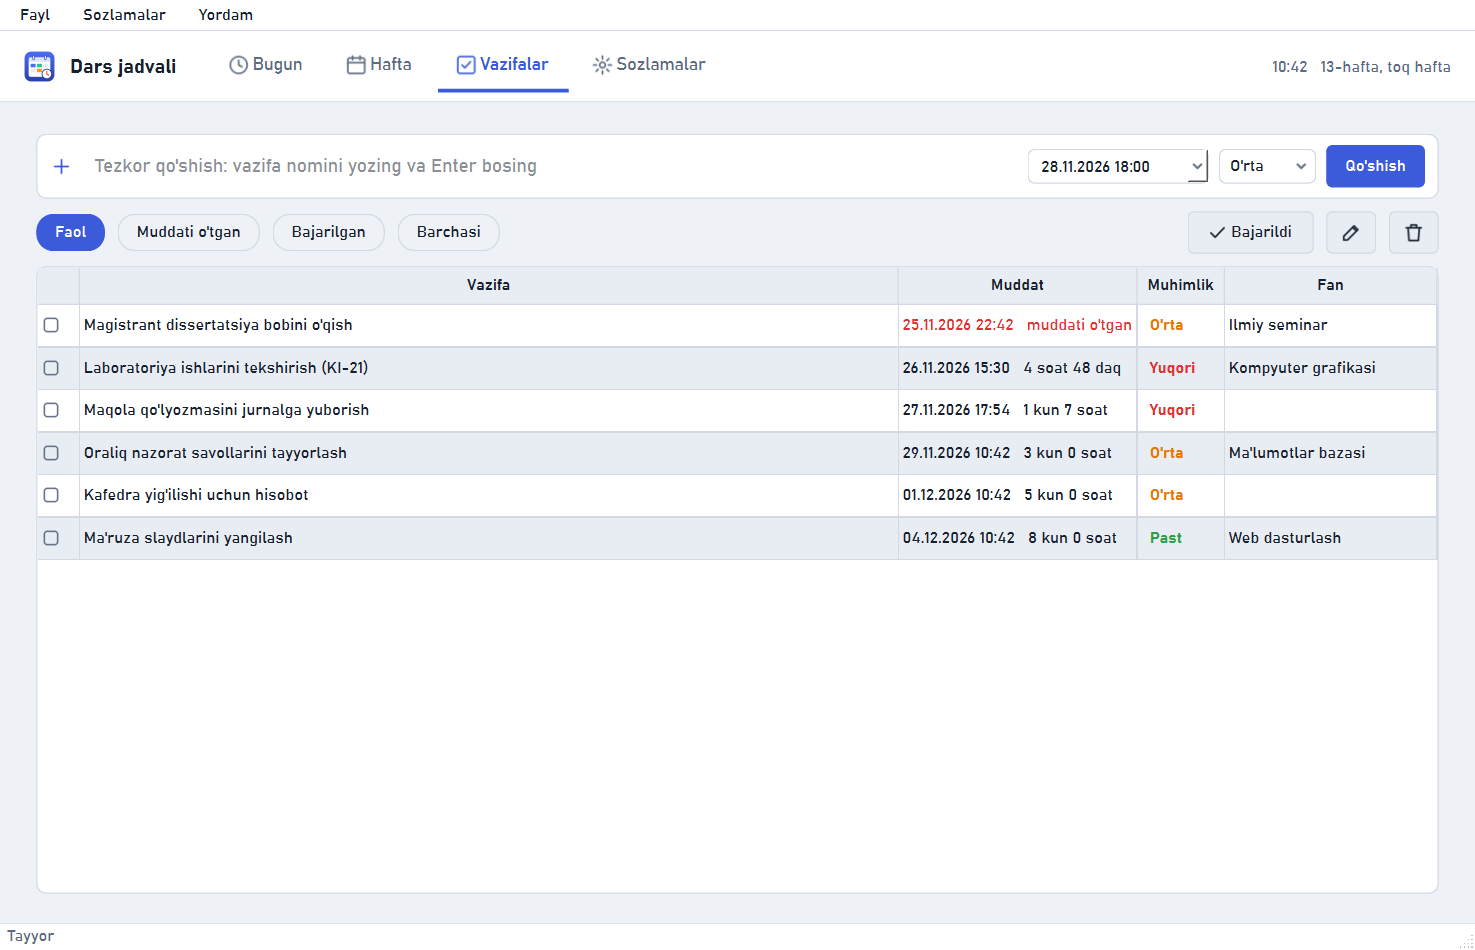 Fayl Sozlamalar Yordam
Dars jadvali Bugun Hafta Vazifalar Sozlamalar 10:42 13-hafta, toq hafta
Tezkor qo'shish: vazifa nomini yozing va Enter bosing 28.11.2026 18:00 O'rta Qo'shish
Faol Muddati o'tgan Bajarilgan Barchasi Bajarildi
Vazifa Muddat Muhimlik Fan
Magistrant dissertatsiya bobini o'qish 25.11.2026 22:42 muddati o'tgan O'rta Ilmiy seminar
Laboratoriya ishlarini tekshirish (KI-21) 26.11.2026 15:30 4 soat 48 daq Yuqori Kompyuter grafikasi
Maqola qo'lyozmasini jurnalga yuborish 27.11.2026 17:54 1 kun 7 soat Yuqori
Oraliq nazorat savollarini tayyorlash 29.11.2026 10:42 3 kun 0 soat O'rta Ma'lumotlar bazasi
Kafedra yig'ilishi uchun hisobot 01.12.2026 10:42 5 kun 0 soat O'rta
Ma'ruza slaydlarini yangilash 04.12.2026 10:42 8 kun 0 soat Past Web dasturlash
Tayyor